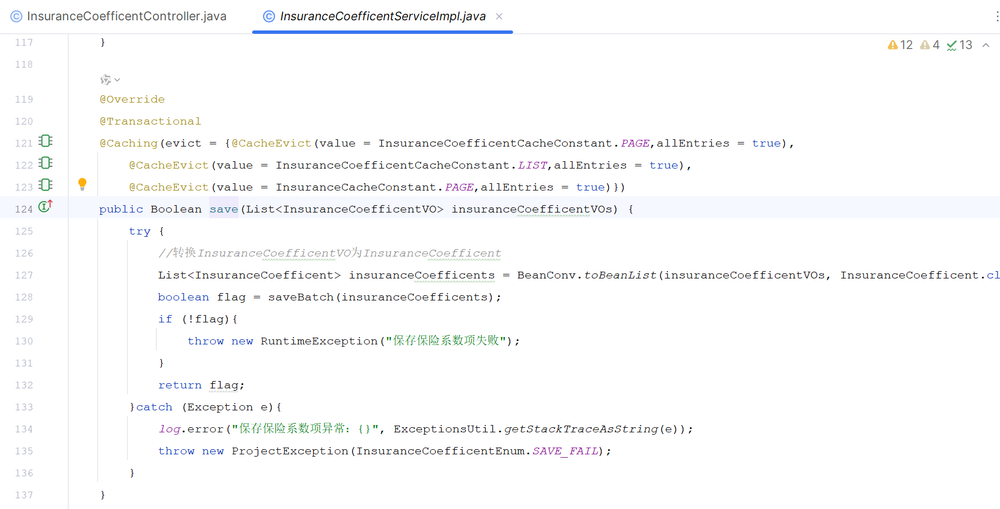 InsuranceCoefficentController.java
InsuranceCoefficentServiceImpl.java
12 4 13
117 }
118
119 @Override
120 @Transactional
121 @Caching(evict = {@CacheEvict(value = InsuranceCoefficentCacheConstant.PAGE,allEntries = true),
122 @CacheEvict(value = InsuranceCoefficentCacheConstant.LIST,allEntries = true),
123 @CacheEvict(value = InsuranceCacheConstant.PAGE,allEntries = true)})
124 public Boolean save(List<InsuranceCoefficentVO> insuranceCoefficentVOs) {
125 try {
126 //转换InsuranceCoefficentVO为InsuranceCoefficent
127 List<InsuranceCoefficent> insuranceCoefficents = BeanConv.toBeanList(insuranceCoefficentVOs, InsuranceCoefficent.cl
128 boolean flag = saveBatch(insuranceCoefficents);
129 if (!flag){
130 throw new RuntimeException("保存保险系数项失败");
131 }
132 return flag;
133 }catch (Exception e){
134 log.error("保存保险系数项异常：{}", ExceptionsUtil.getStackTraceAsString(e));
135 throw new ProjectException(InsuranceCoefficentEnum.SAVE_FAIL);
136 }
137 }